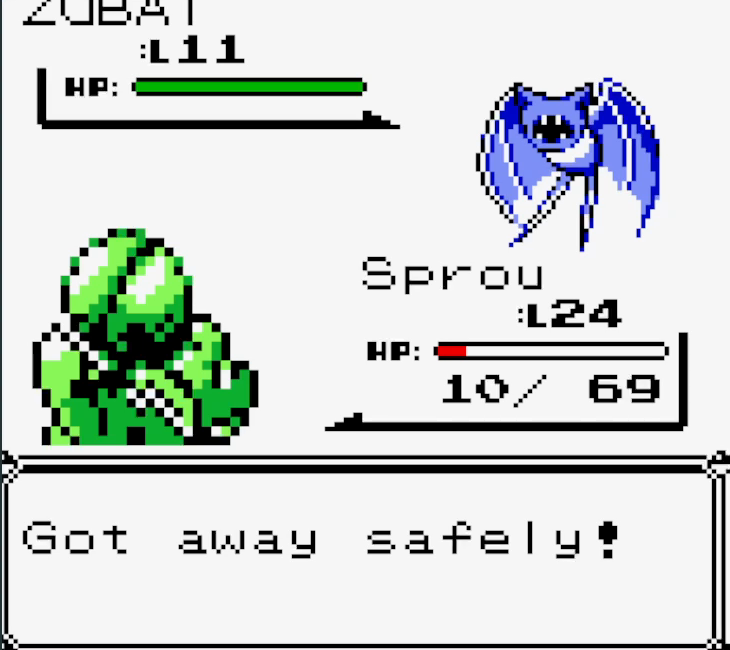 ZUBAT
:L11
HP:
Sprou
:L24
HP:
10/ 69
Got away safely!